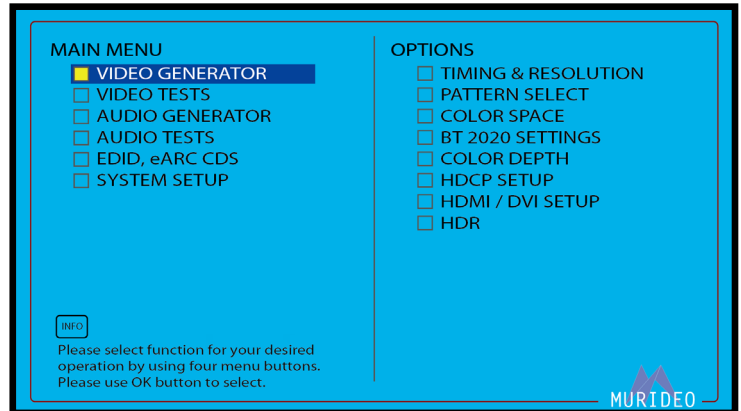 MAIN MENU
VIDEO GENERATOR
VIDEO TESTS
AUDIO GENERATOR
AUDIO TESTS
EDID, eARC CDS
SYSTEM SETUP
OPTIONS
TIMING & RESOLUTION
PATTERN SELECT
COLOR SPACE
BT 2020 SETTINGS
COLOR DEPTH
HDCP SETUP
HDMI / DVI SETUP
HDR
INFO
Please select function for your desired
operation by using four menu buttons.
Please use OK button to select.
MURIDEO